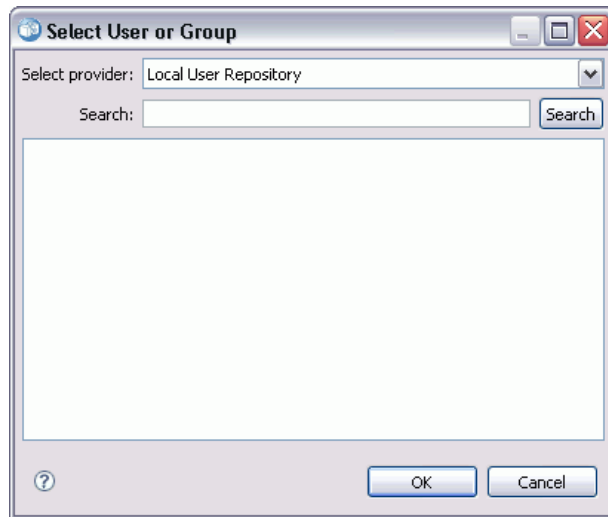 Select User or Group
Select provider: Local User Repository
Search: Search
?
OK Cancel